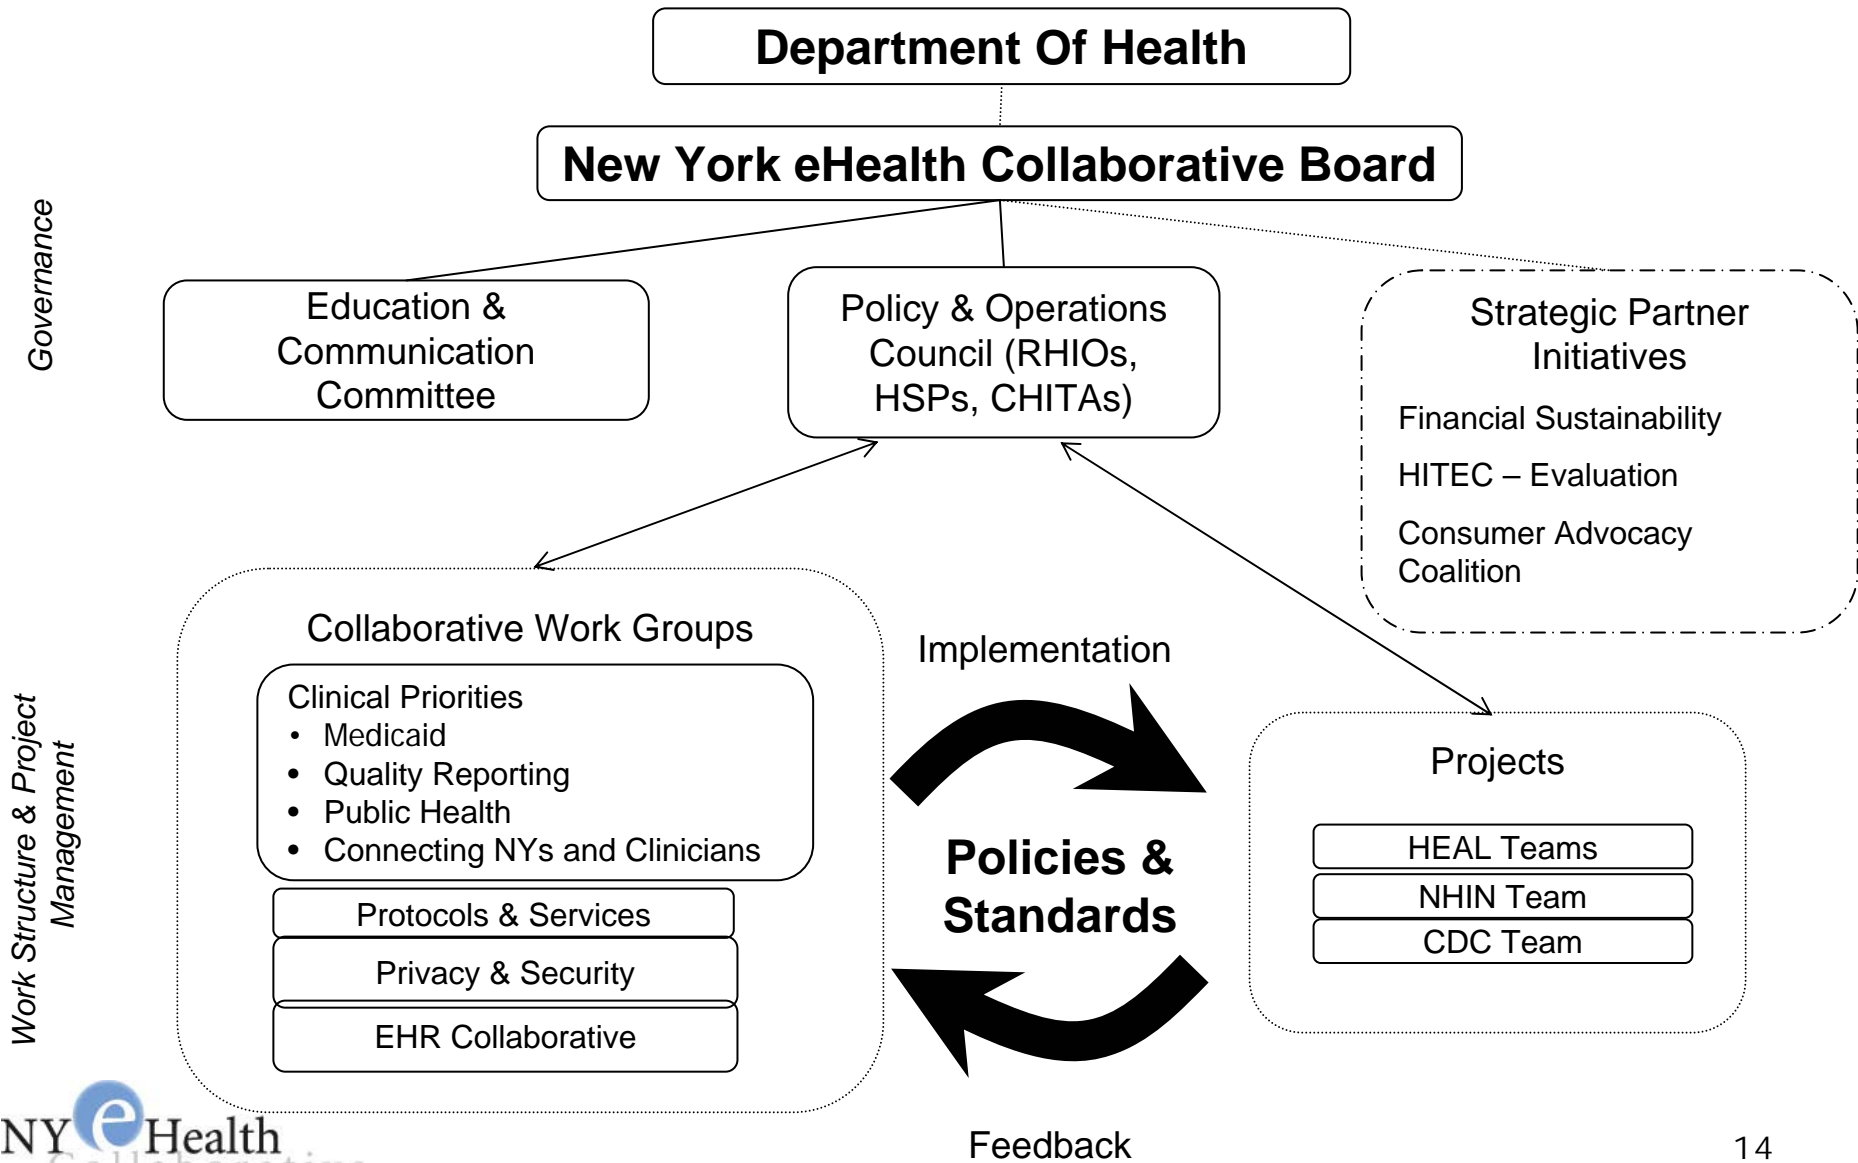 Department Of Health
New York eHealth Collaborative Board
Governance
Education &
Communication
Committee
Policy & Operations
Council (RHIOs,
HSPs, CHITAs)
Strategic Partner
Initiatives
Financial Sustainability
HITEC – Evaluation
Consumer Advocacy
Coalition
Work Structure & Project
Management
Collaborative Work Groups
Clinical Priorities
• Medicaid
• Quality Reporting
• Public Health
• Connecting NYs and Clinicians
Protocols & Services
Privacy & Security
EHR Collaborative
Implementation
Policies &
Standards
Feedback
Projects
HEAL Teams
NHIN Team
CDC Team
NY eHealth
Collaborative
14